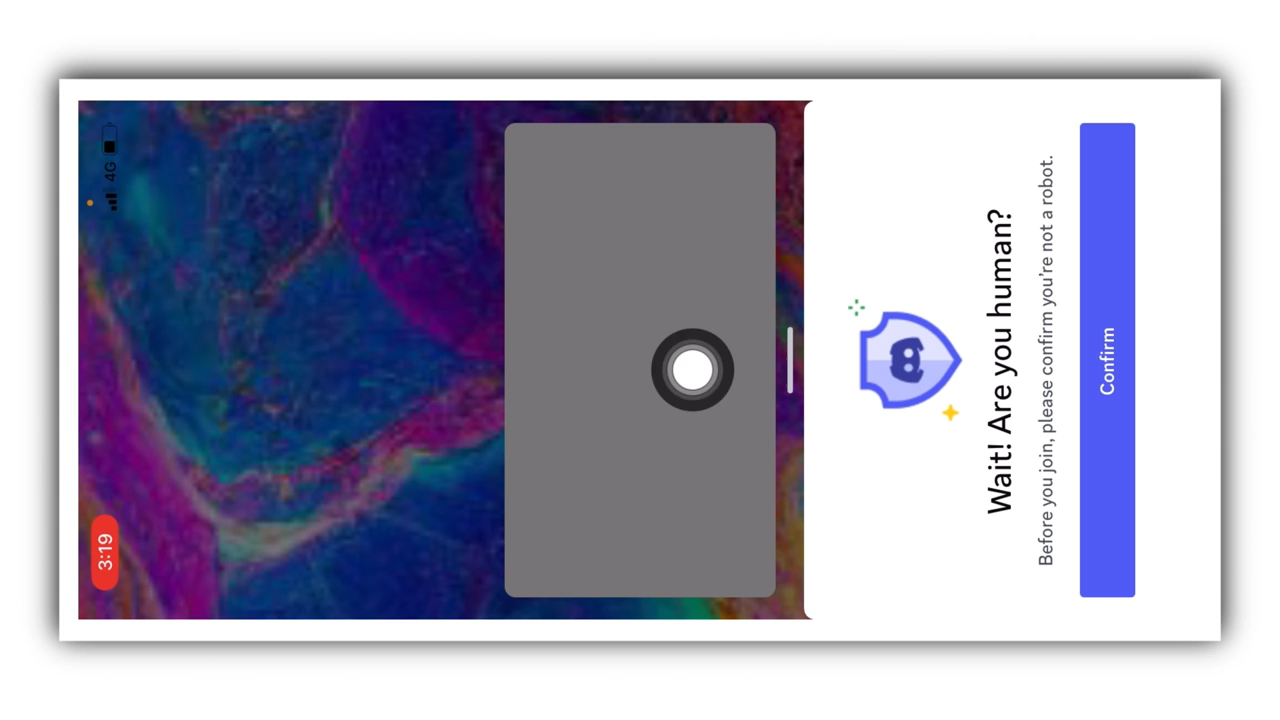 3:19
4G
Wait! Are you human?
Before you join, please confirm you're not a robot.
Confirm